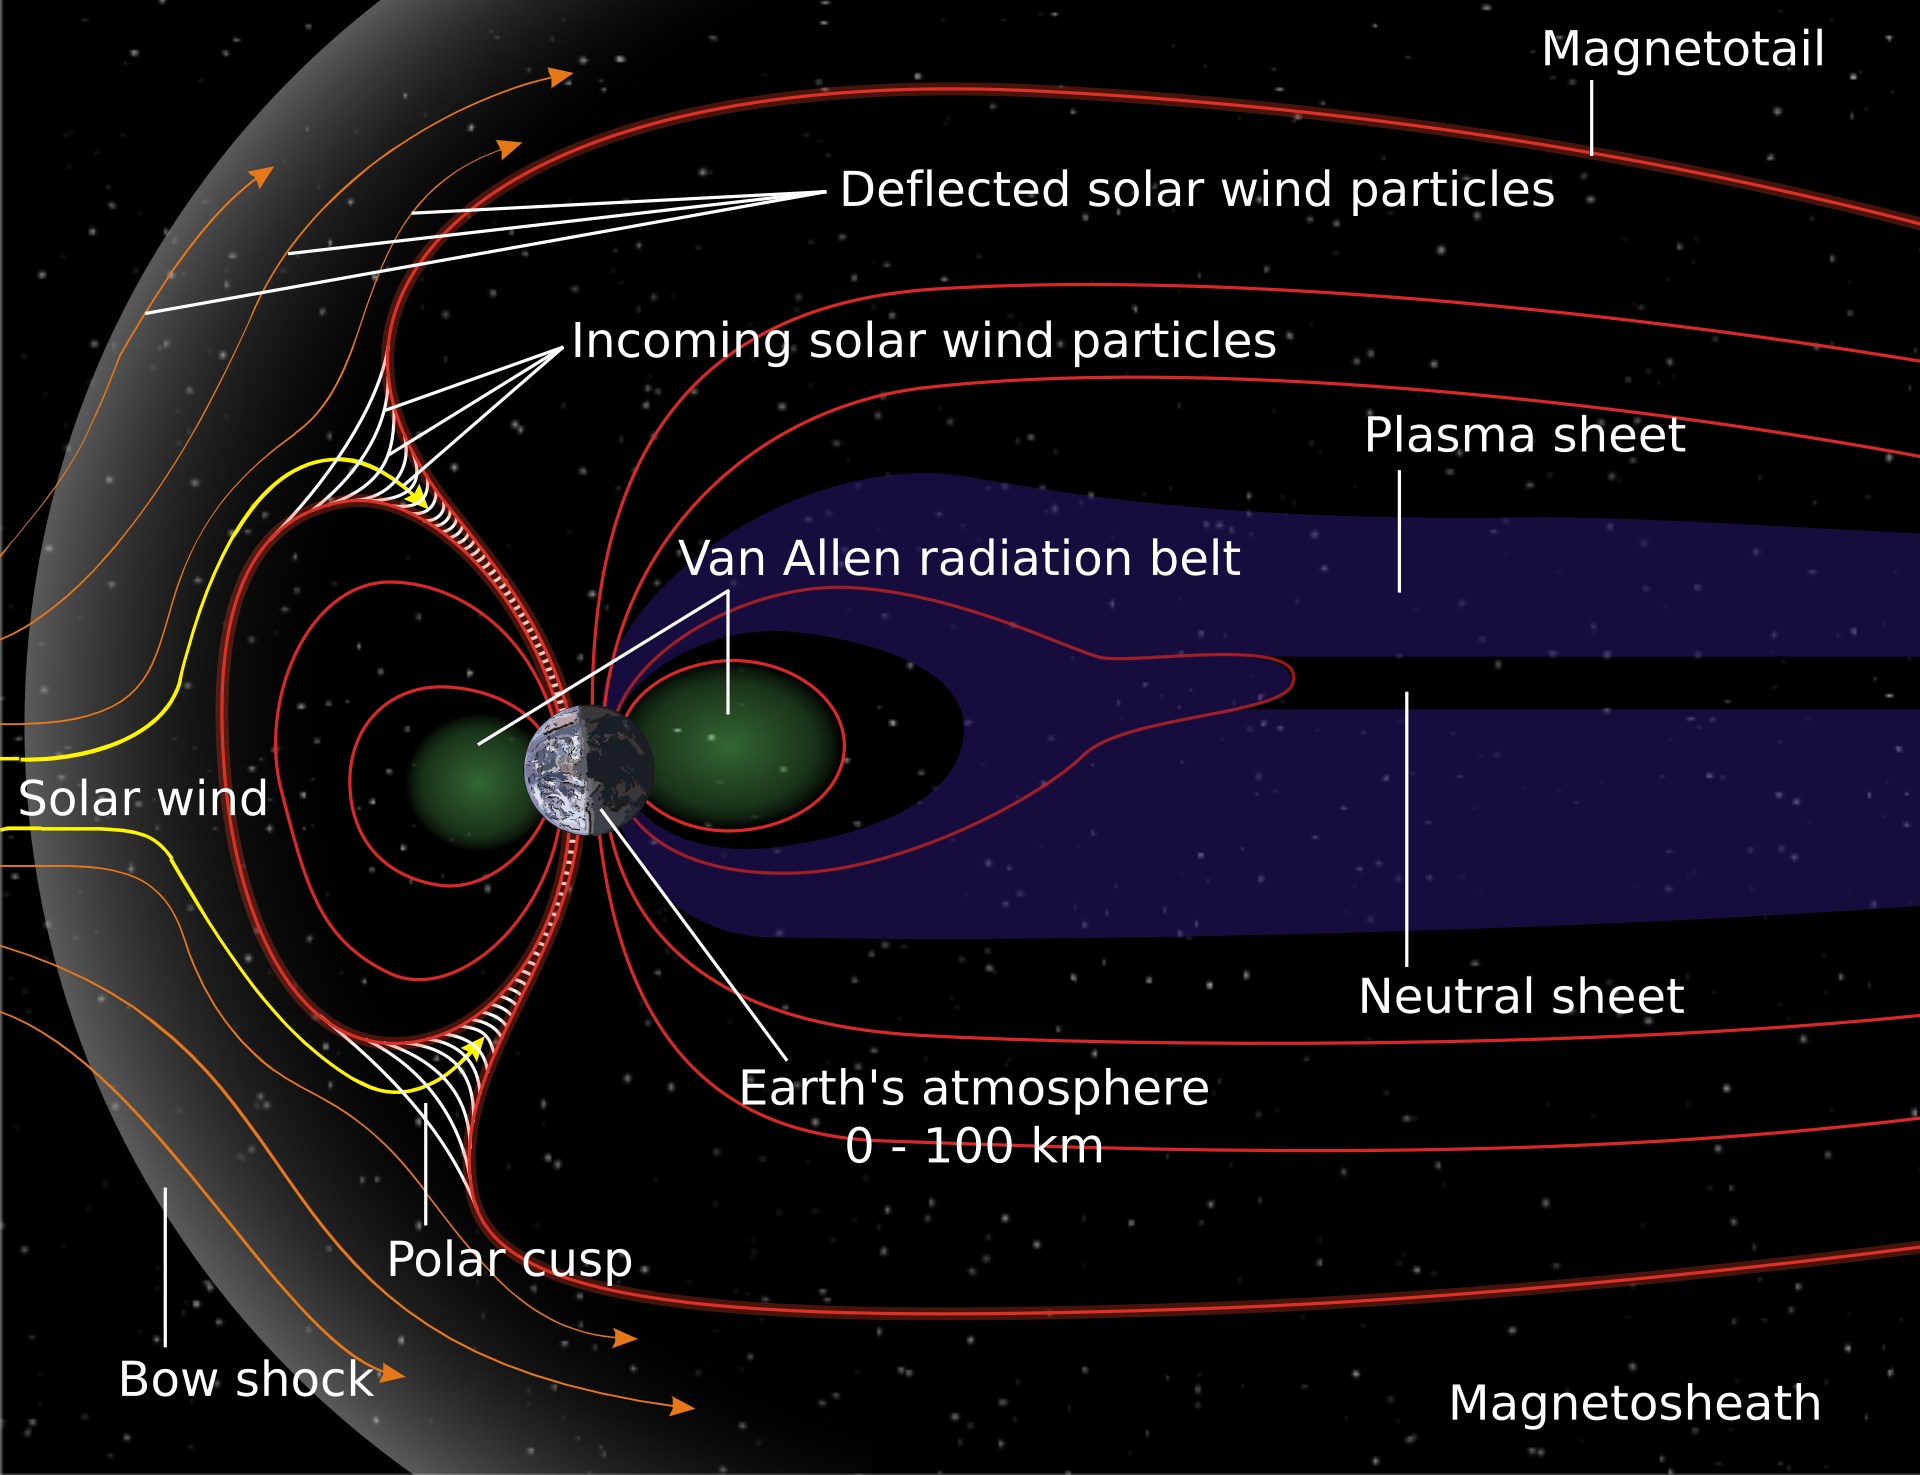 Magnetotail
Deflected solar wind particles
Incoming solar wind particles
Plasma sheet
Van Allen radiation belt
Solar wind
Neutral sheet
Earth's atmosphere
0 - 100 km
Polar cusp
Bow shock
Magnetosheath